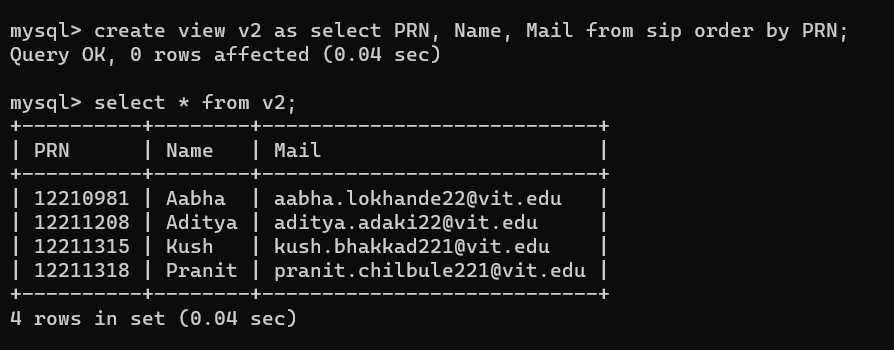 mysql> create view v2 as select PRN, Name, Mail from sip order by PRN;
Query OK, 0 rows affected (0.04 sec)
mysql> select * from v2;
+----------+--------+----------------------------+
| PRN      | Name   | Mail                       |
+----------+--------+----------------------------+
| 12210981 | Aabha  | aabha.lokhande22@vit.edu   |
| 12211208 | Aditya | aditya.adaki22@vit.edu     |
| 12211315 | Kush   | kush.bhakkad221@vit.edu    |
| 12211318 | Pranit | pranit.chilbule221@vit.edu |
+----------+--------+----------------------------+
4 rows in set (0.04 sec)